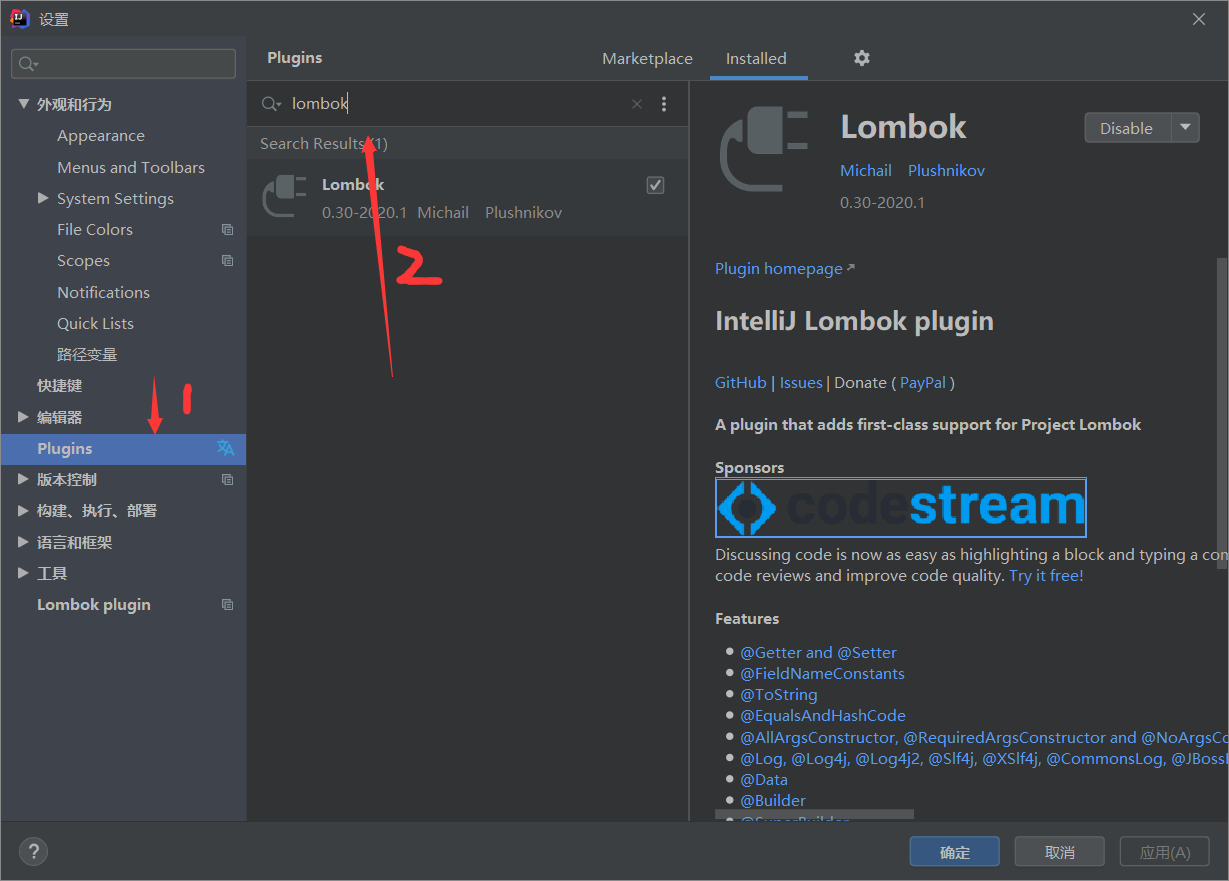 设置
Plugins
Marketplace
Installed
外观和行为
Appearance
Menus and Toolbars
System Settings
File Colors
Scopes
Notifications
Quick Lists
路径变量
快捷键
编辑器
Plugins
版本控制
构建、执行、部署
语言和框架
工具
Lombok plugin
1
lombok
Search Results (1)
Lombok
0.30-2020.1 Michail Plushnikov
2
Lombok
Disable
Michail Plushnikov
0.30-2020.1
Plugin homepage
IntelliJ Lombok plugin
GitHub | Issues | Donate ( PayPal )
A plugin that adds first-class support for Project Lombok
Sponsors
codestream
Discussing code is now as easy as highlighting a block and typing a
code reviews and improve code quality. Try it free!
Features
@Getter and @Setter
@FieldNameConstants
@ToString
@EqualsAndHashCode
@AllArgsConstructor, @RequiredArgsConstructor and
@Log, @Log4j, @Log4j2, @Slf4j, @XSlf4j, @CommonsLog,
@Data
@Builder
?
确定
取消
应用(A)